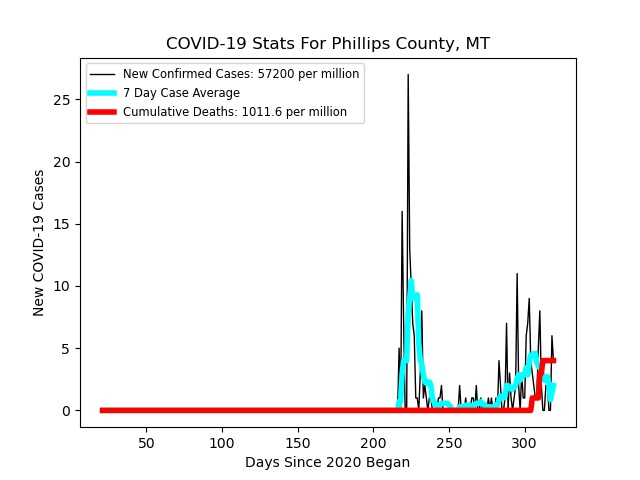 COVID-19 Stats For Phillips County, MT
New Confirmed Cases: 57200 per million
7 Day Case Average
Cumulative Deaths: 1011.6 per million
New COVID-19 Cases
25
20
15
10
5
0
50 100 150 200 250 300
Days Since 2020 Began